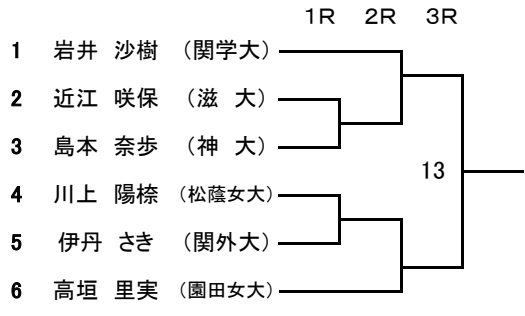 1R 2R 3R
1 岩井 沙樹 （関学大）
2 近江 咲保 （滋 大）
3 島本 奈歩 （神 大）
13
4 川上 陽栐 （松蔭女大）
5 伊丹 さき （関外大）
6 高垣 里実 （園田女大）